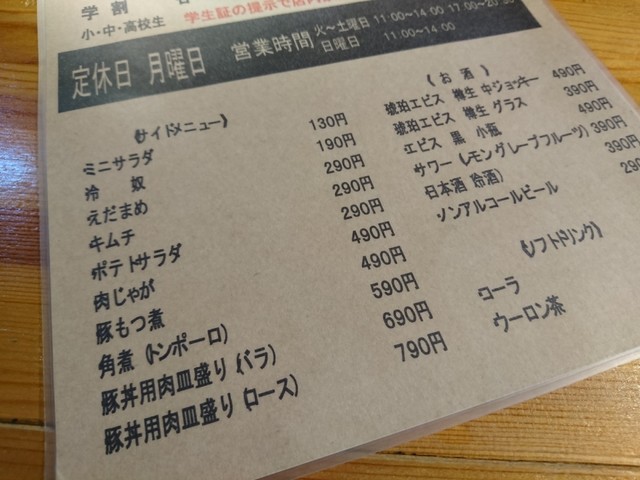 学割
小・中・高校生 学生証の提示で店内
定休日 月曜日 営業時間 火〜土曜日 11:00〜14:00 17:00〜20:30
日曜日 11:00〜14:00
(サイドメニュー)
ミニサラダ 130円
冷 奴 190円
えだまめ 290円
キムチ 290円
ポテトサラダ 290円
肉じゃが 490円
豚もつ煮 490円
角煮(トンポーロ) 590円
豚丼用肉皿盛り(バラ) 690円
豚丼用肉皿盛り(ロース) 790円
(お酒)
琥珀エビス 樽生 中ジョッキー 490円
琥珀エビス 樽生 グラス 390円
エビス 黒 小瓶 490円
サワー(レモングレープフルーツ) 390円
日本酒 冷酒) 390円
ソンアルコールビール 290
(ソフトドリンク)
コーラ
ウーロン茶